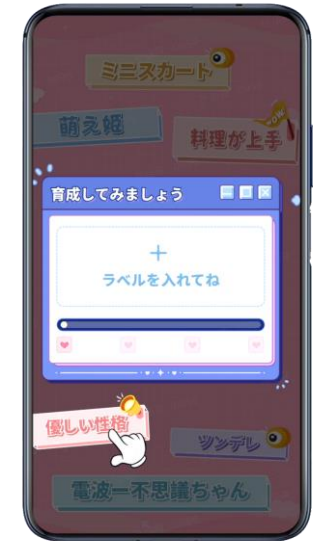 ミニスカート
萌え姫
料理が上手
育成してみましょう
ラベルを入れてね
優しい性格
ツンデレ
電波一不思議ちゃん